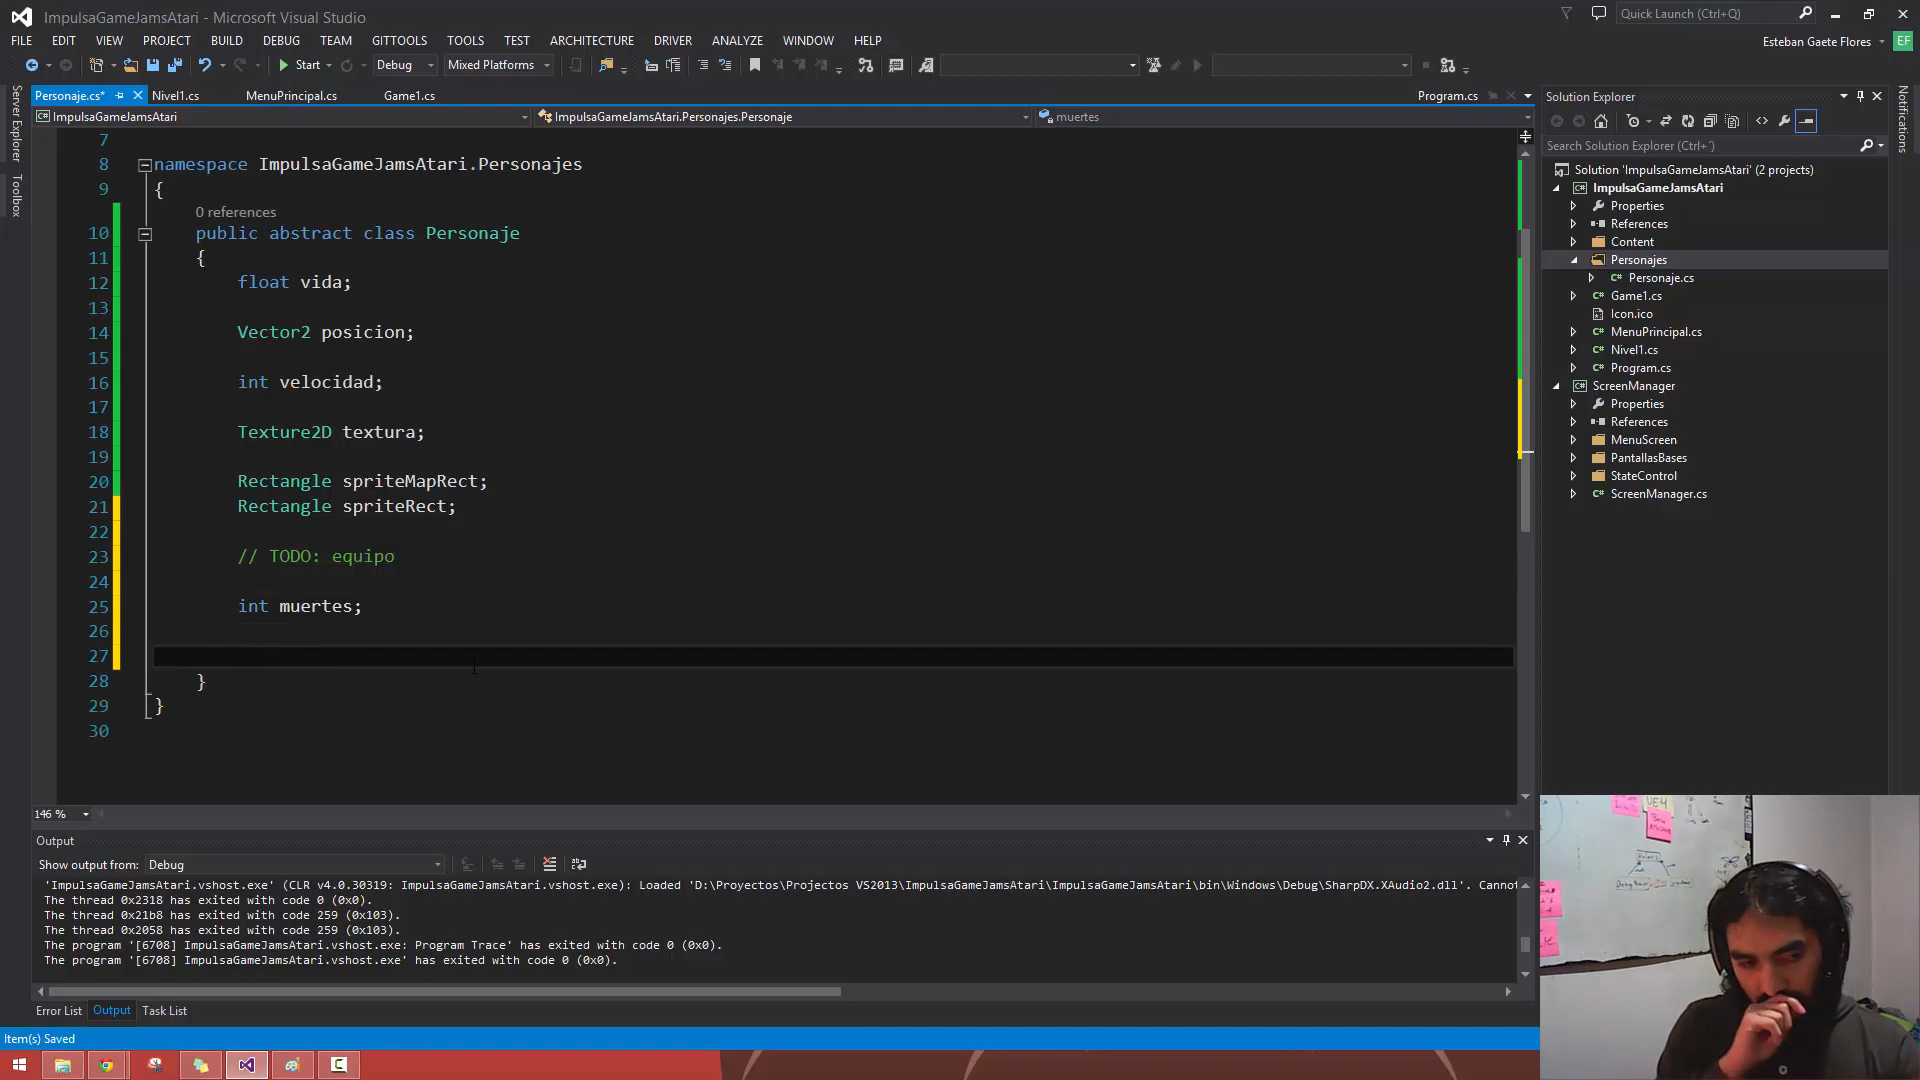 ImpulsaGameJamsAtari - Microsoft Visual Studio
Quick Launch (Ctrl+Q)
FILE EDIT VIEW PROJECT BUILD DEBUG TEAM GITTOOLS TOOLS TEST ARCHITECTURE DRIVER ANALYZE WINDOW HELP
Esteban Gaete Flores EF
Start Debug Mixed Platforms
Personaje.cs* Nivel1.cs MenuPrincipal.cs Game1.cs Program.cs
ImpulsaGameJamsAtari ImpulsaGameJamsAtari.Personajes.Personaje muertes
Server Explorer
Toolbox
7
8 namespace ImpulsaGameJamsAtari.Personajes
9 {
0 references
10 public abstract class Personaje
11 {
12 float vida;
13
14 Vector2 posicion;
15
16 int velocidad;
17
18 Texture2D textura;
19
20 Rectangle spriteMapRect;
21 Rectangle spriteRect;
22
23 // TODO: equipo
24
25 int muertes;
26
27
28 }
29 }
30
146 %
Solution Explorer
Notifications
Search Solution Explorer (Ctrl+´)
Solution 'ImpulsaGameJamsAtari' (2 projects)
ImpulsaGameJamsAtari
Properties
References
Content
Personajes
Personaje.cs
Game1.cs
Icon.ico
MenuPrincipal.cs
Nivel1.cs
Program.cs
ScreenManager
Properties
References
MenuScreen
PantallasBases
StateControl
ScreenManager.cs
Output
Show output from: Debug
'ImpulsaGameJamsAtari.vshost.exe' (CLR v4.0.30319: ImpulsaGameJamsAtari.vshost.exe): Loaded 'D:\Proyectos\Projectos VS2013\ImpulsaGameJamsAtari\ImpulsaGameJamsAtari\bin\Windows\Debug\SharpDX.XAudio2.dll'. Cannot
The thread 0x2318 has exited with code 0 (0x0).
The thread 0x21b8 has exited with code 259 (0x103).
The thread 0x2058 has exited with code 259 (0x103).
The program '[6708] ImpulsaGameJamsAtari.vshost.exe: Program Trace' has exited with code 0 (0x0).
The program '[6708] ImpulsaGameJamsAtari.vshost.exe' has exited with code 0 (0x0).
Error List Output Task List
Item(s) Saved